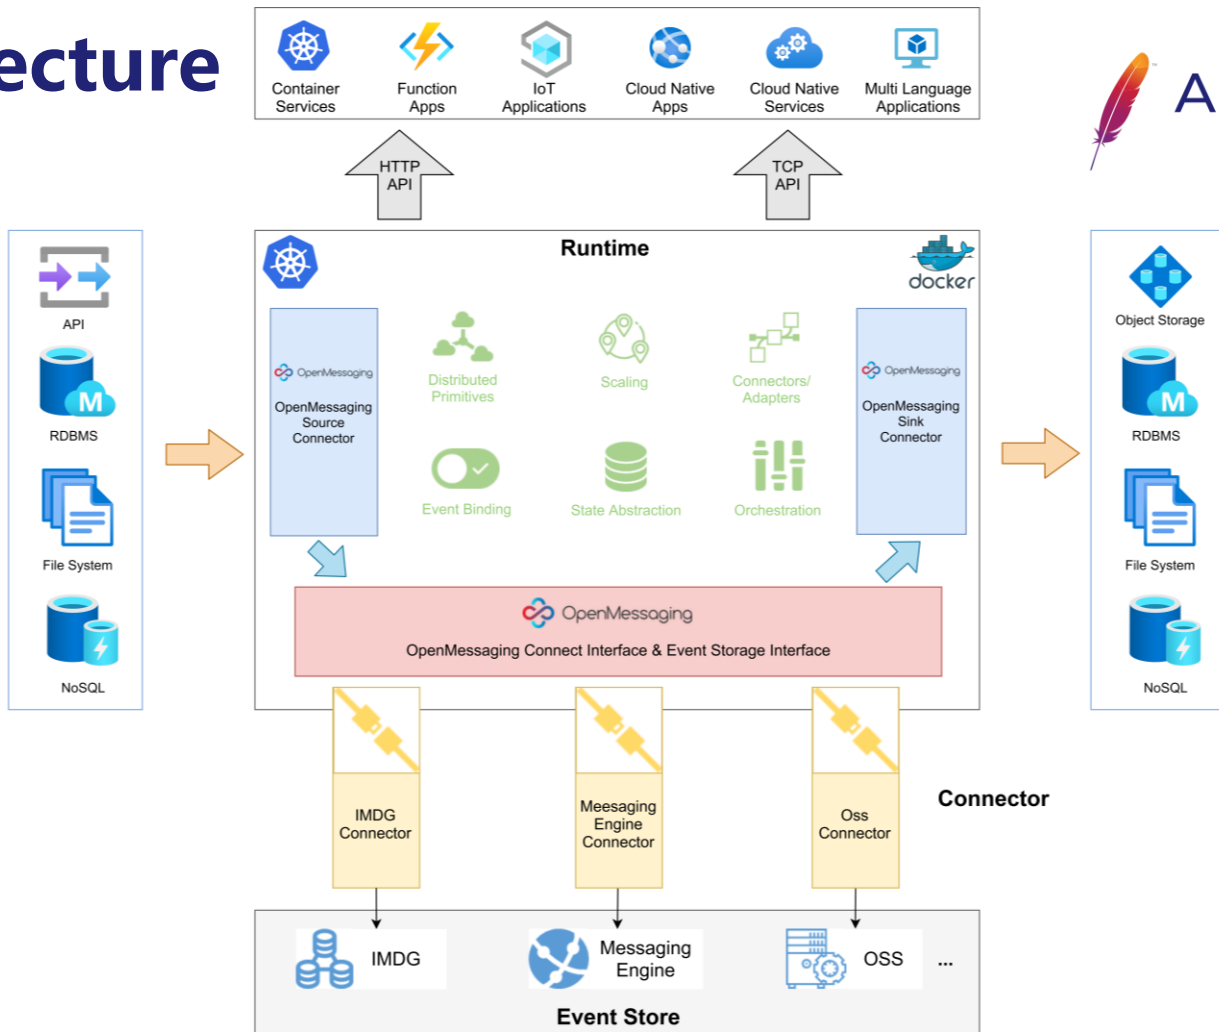 ecture
Container
Services
Function
Apps
IoT
Applications
Cloud Native
Apps
Cloud Native
Services
Multi Language
Applications
A
HTTP
API
TCP
API
Runtime
docker
API
RDBMS
File System
NoSQL
OpenMessaging
OpenMessaging
Source
Connector
Distributed
Primitives
Scaling
Connectors/
Adapters
Event Binding
State Abstraction
Orchestration
OpenMessaging
OpenMessaging
Sink
Connector
Object Storage
RDBMS
File System
NoSQL
M
M
OpenMessaging
OpenMessaging Connect Interface & Event Storage Interface
IMDG
Connector
Meesaging
Engine
Connector
Oss
Connector
Connector
IMDG
Messaging
Engine
OSS
...
Event Store